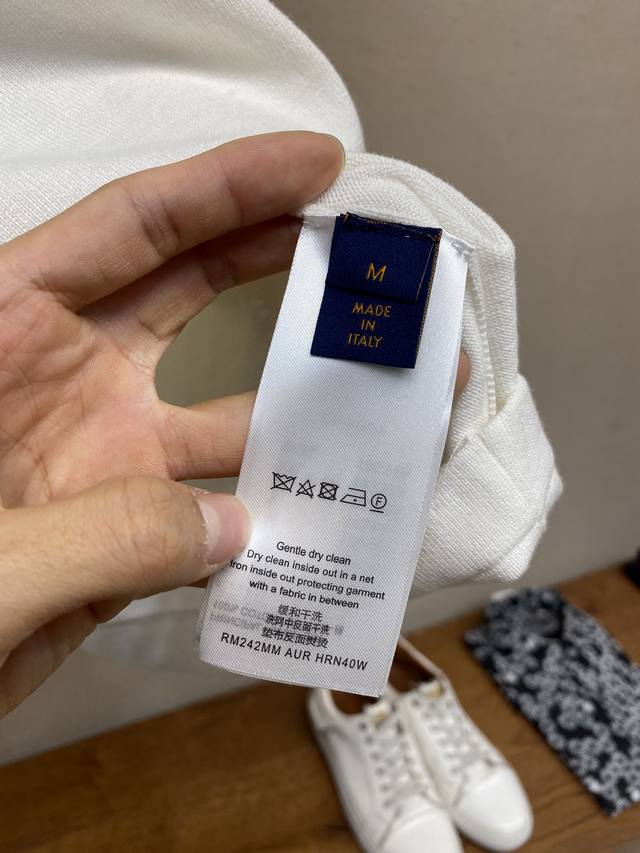 M
MADE
IN
ITALY
F
Gentle dry clean
Dry clean inside out in a net
Iron inside out protecting garment
with a fabric in between
缓和干洗
洗网中反面干洗
垫布反面熨烫
RM242MM AUR HRN40W